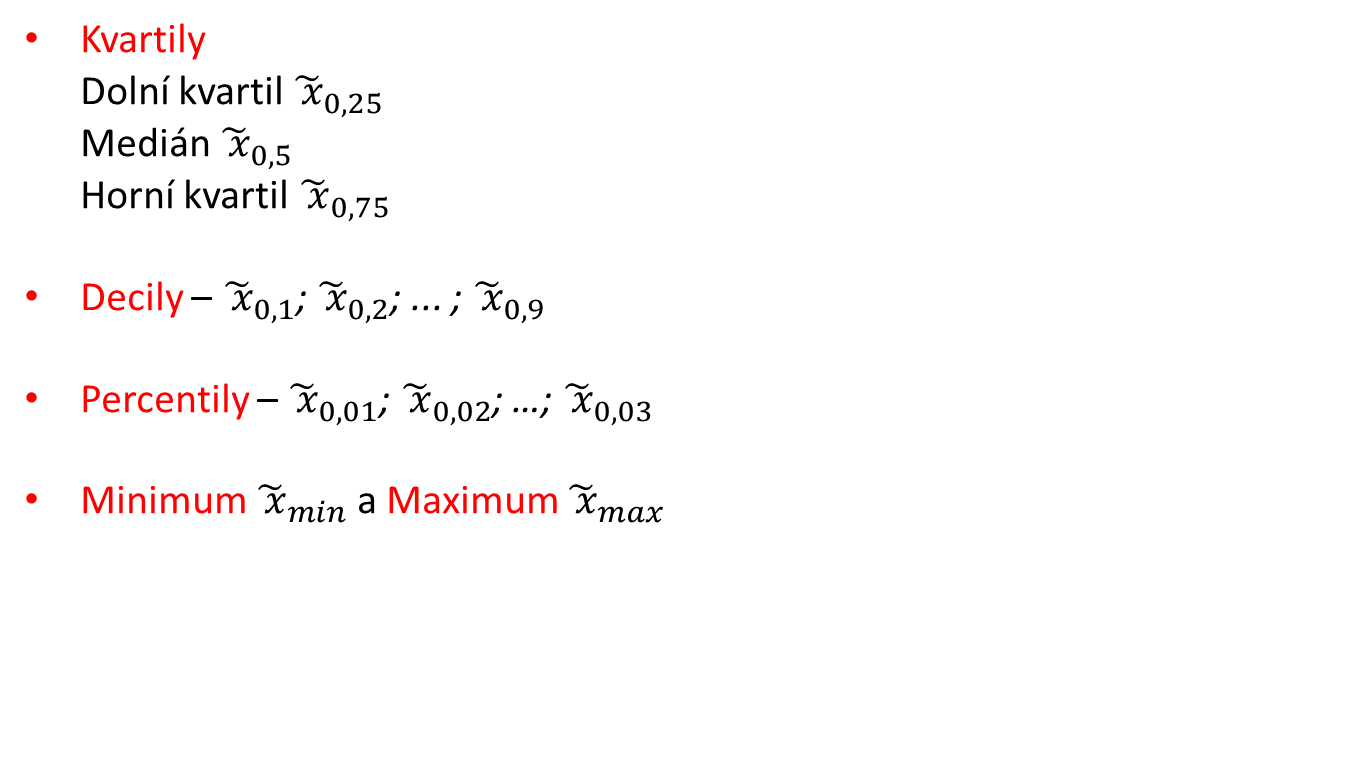 • Kvartily
Dolní kvartil x̃0,25
Medián x̃0,5
Horní kvartil x̃0,75
• Decily – x̃0,1; x̃0,2; ... ; x̃0,9
• Percentily – x̃0,01; x̃0,02; ...; x̃0,03
• Minimum x̃min a Maximum x̃max